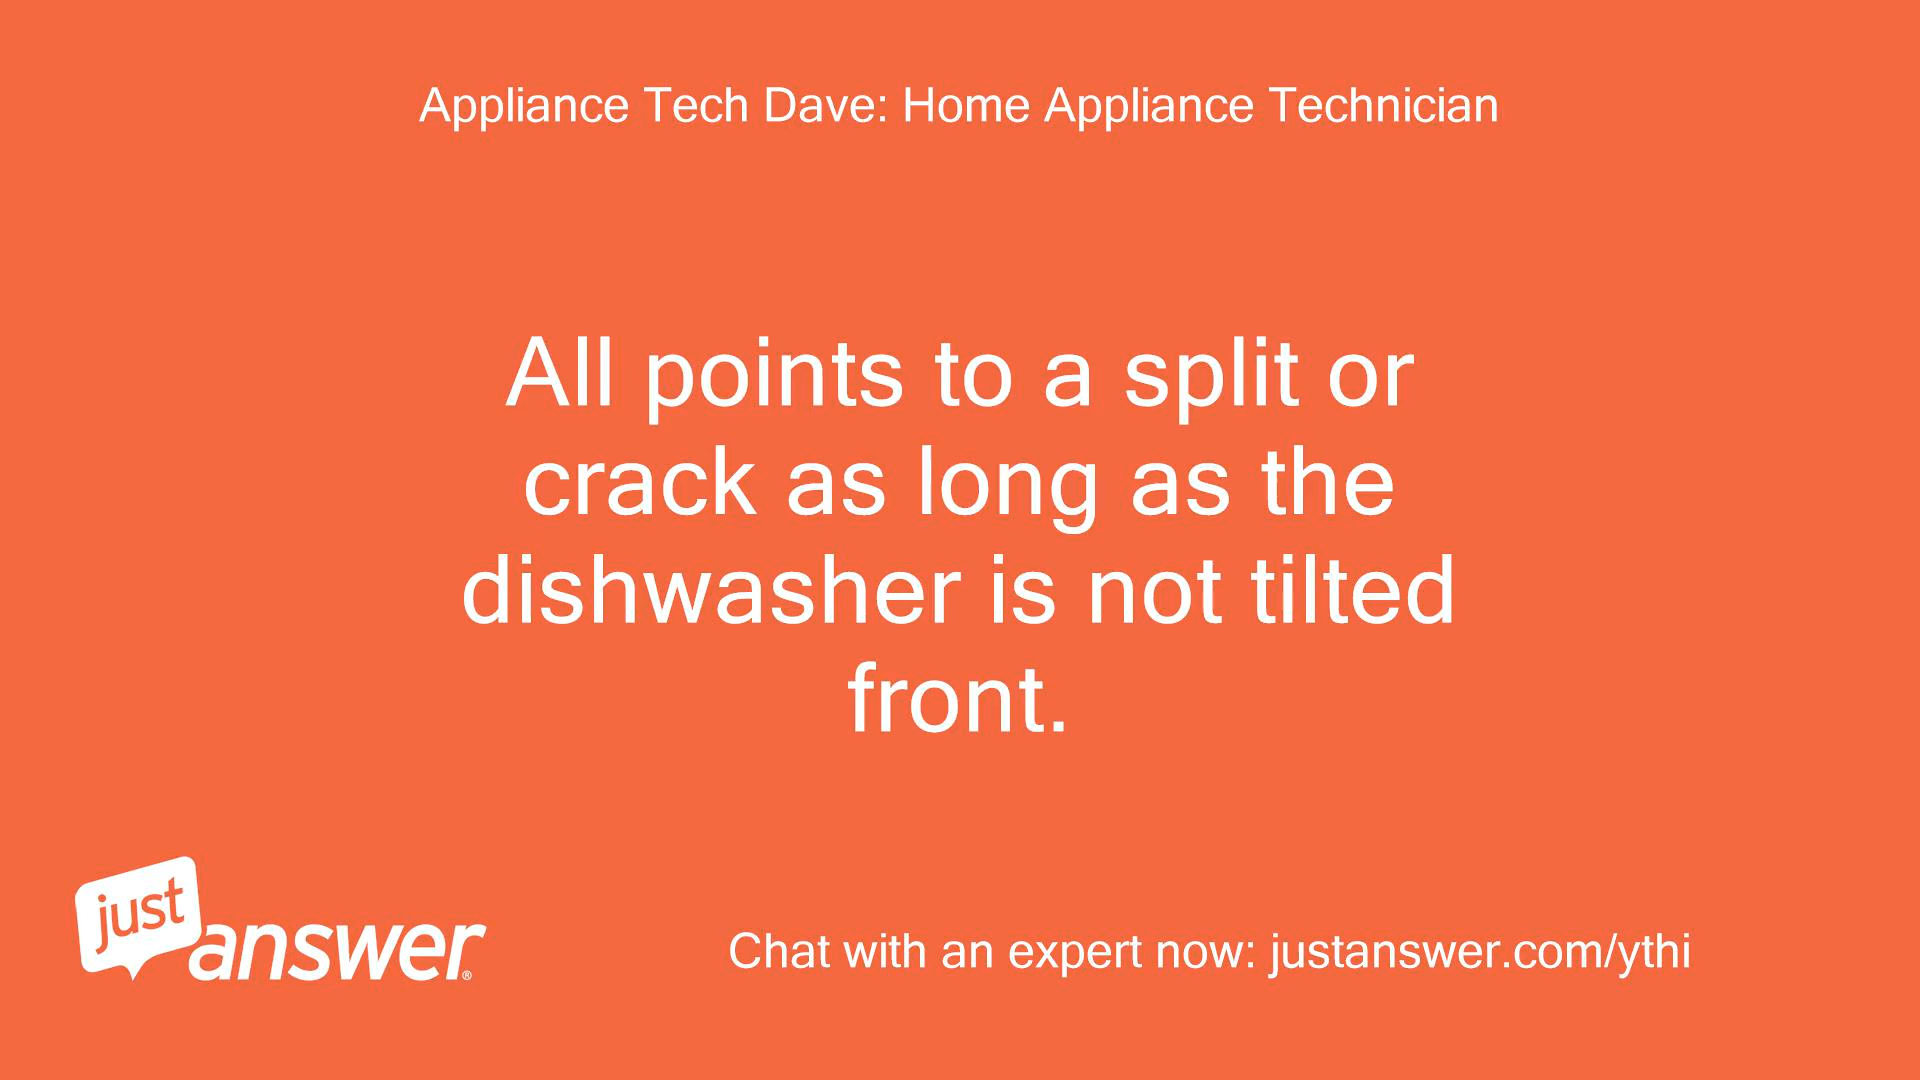 Appliance Tech Dave: Home Appliance Technician
All points to a split or
crack as long as the
dishwasher is not tilted
front.
just
answer®
Chat with an expert now: justanswer.com/ythi